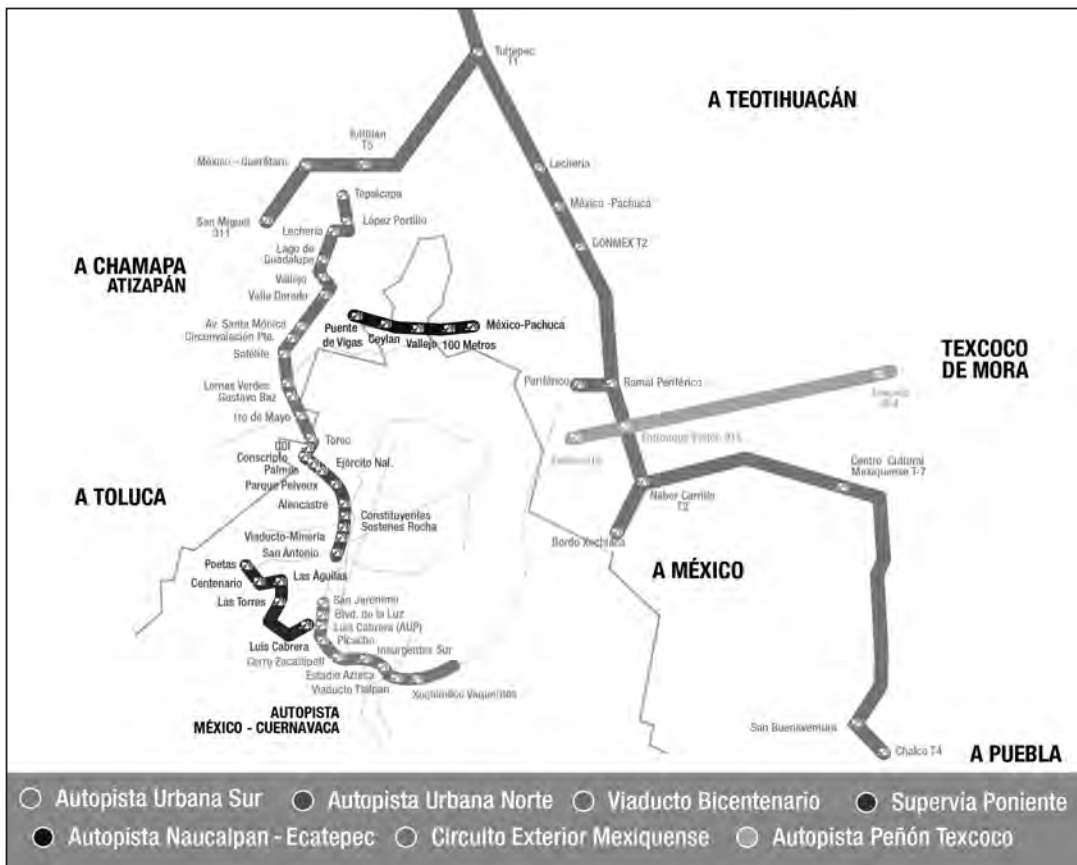 Tultepec
T1
A TEOTIHUACÁN
Tultitlán
T5
México - Querétaro
Lechería
Tepalcapa
México - Pachuca
San Miguel
López Portillo
Lechería
CONMEX T2
Lago de
Guadalupe
A CHAMAPA
ATIZAPÁN
Vallejo
Valle Dorado
Puente
de Vigas
Ceylan
Vallejo
100 Metros
México-Pachuca
Av. Santa Mónica
Circunvalación Pte.
Satélite
TEXCOCO
DE MORA
Periférico
Ramal Periférico
Lomas Verdes
Gustavo Baz
1ro de Mayo
Toreo
Conscripto
Palmas
Ejército Nal.
Parque Pelvoux
Centro Cultural
Mexiquense T-7
A TOLUCA
Nabor Carrillo
T3
Alencastre
Constituyentes
Sostenes Rocha
Viaducto-Minería
San Antonio
Bordo Xochiaca
A MÉXICO
Poetas
Centenario
Las Águilas
Las Torres
San Jerónimo
Blvd. de la Luz
Luis Cabrera (AUP)
Picacho
Luis Cabrera
Cerro Zacatépetl
Insurgentes Sur
Estadio Azteca
Viaducto Tlalpan
AUTOPISTA
MÉXICO - CUERNAVACA
San Buenaventura
Chalco T4
A PUEBLA
Autopista Urbana Sur
Autopista Urbana Norte
Viaducto Bicentenario
Supervia Poniente
Autopista Naucalpan - Ecatepec
Circuito Exterior Mexiquense
Autopista Peñón Texcoco